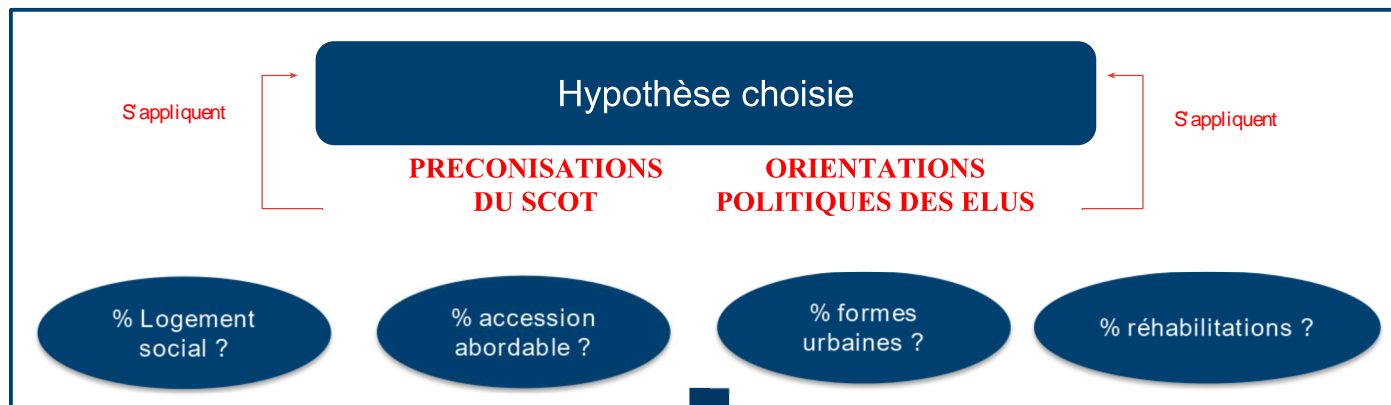 Hypothèse choisie
S'appliquent
S'appliquent
PRECONISATIONS
DU SCOT
ORIENTATIONS
POLITIQUES DES ELUS
% Logement
social ?
% accession
abordable ?
% formes
urbaines ?
% réhabilitations ?